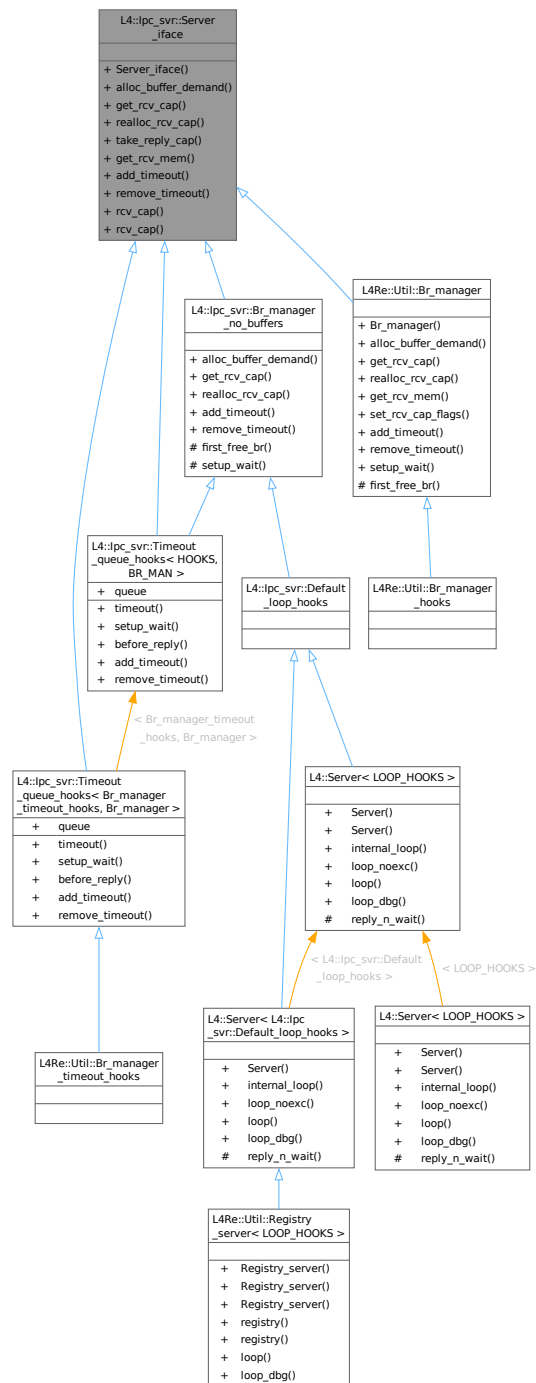 L4::Ipc_svr::Server
_iface
+ Server_iface()
+ alloc_buffer_demand()
+ get_rcv_cap()
+ realloc_rcv_cap()
+ take_reply_cap()
+ get_rcv_mem()
+ add_timeout()
+ remove_timeout()
+ rcv_cap()
+ rcv_cap()
L4Re::Util::Br_manager
+ Br_manager()
+ alloc_buffer_demand()
+ get_rcv_cap()
+ realloc_rcv_cap()
+ get_rcv_mem()
+ set_rcv_cap_flags()
+ add_timeout()
+ remove_timeout()
+ setup_wait()
# first_free_br()
L4::Ipc_svr::Br_manager
_no_buffers
+ alloc_buffer_demand()
+ get_rcv_cap()
+ realloc_rcv_cap()
+ add_timeout()
+ remove_timeout()
# first_free_br()
# setup_wait()
L4::Ipc_svr::Timeout
_queue_hooks< HOOKS,
BR_MAN >
+ queue
+ timeout()
+ setup_wait()
+ before_reply()
+ add_timeout()
+ remove_timeout()
L4::Ipc_svr::Default
_loop_hooks
L4Re::Util::Br_manager
_hooks
< Br_manager_timeout
_hooks, Br_manager >
L4::Ipc_svr::Timeout
_queue_hooks< Br_manager
_timeout_hooks, Br_manager >
+ queue
+ timeout()
+ setup_wait()
+ before_reply()
+ add_timeout()
+ remove_timeout()
L4::Server< LOOP_HOOKS >
+ Server()
+ Server()
+ internal_loop()
+ loop_noexc()
+ loop()
+ loop_dbg()
# reply_n_wait()
< L4::Ipc_svr::Default
_loop_hooks >
< LOOP_HOOKS >
L4Re::Util::Br_manager
_timeout_hooks
L4::Server< L4::Ipc
_svr::Default_loop_hooks >
+ Server()
+ internal_loop()
+ loop_noexc()
+ loop()
+ loop_dbg()
# reply_n_wait()
L4::Server< LOOP_HOOKS >
+ Server()
+ Server()
+ internal_loop()
+ loop_noexc()
+ loop()
+ loop_dbg()
# reply_n_wait()
L4Re::Util::Registry
_server< LOOP_HOOKS >
+ Registry_server()
+ Registry_server()
+ Registry_server()
+ registry()
+ registry()
+ loop()
+ loop_dbg()